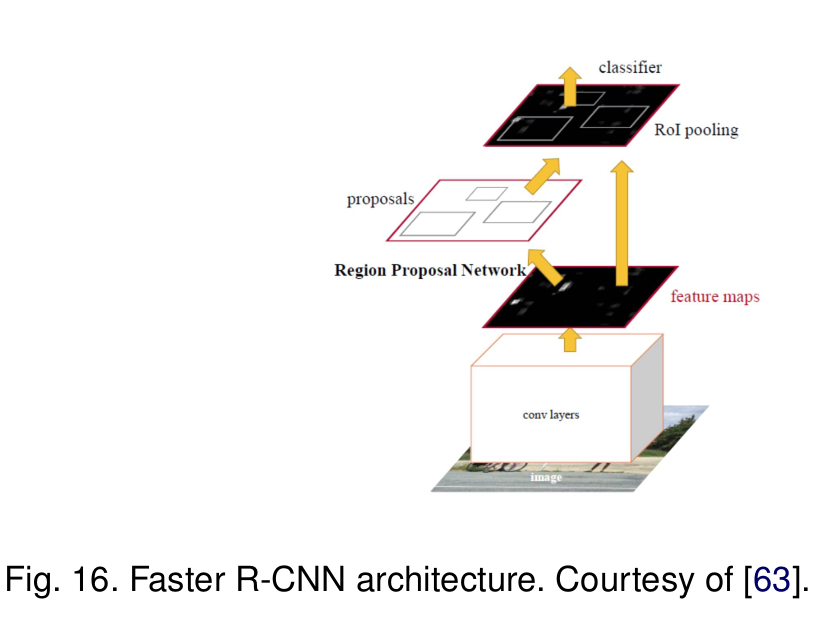 classifier
RoI pooling
proposals
Region Proposal Network
feature maps
conv layers
image
Fig. 16. Faster R-CNN architecture. Courtesy of [63].